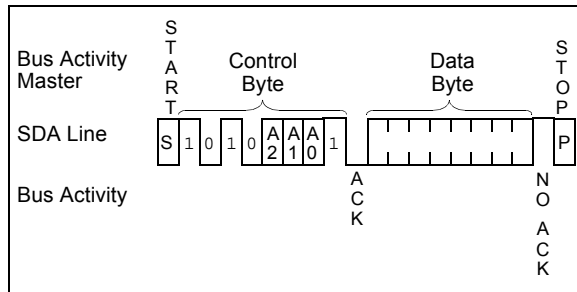 START
Bus Activity
Master
Control
Byte
Data
Byte
STOP
SDA Line
S 1 0 1 0 A2 A1 A0 1 P
Bus Activity
ACK
NO ACK